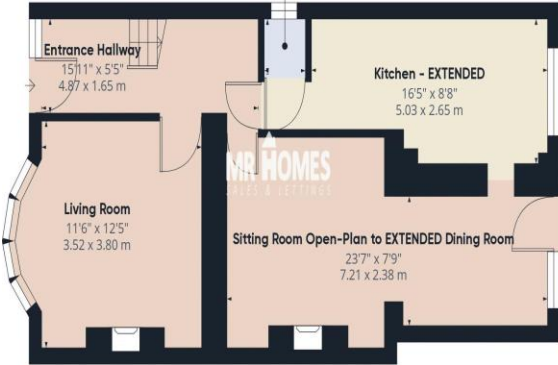 Entrance Hallway
15'11" x 5'5"
4.87 x 1.65 m
Kitchen - EXTENDED
16'5" x 8'8"
5.03 x 2.65 m
MR HOMES
SALES & LETTINGS
Living Room
11'6" x 12'5"
3.52 x 3.80 m
Sitting Room Open-Plan to EXTENDED Dining Room
23'7" x 7'9"
7.21 x 2.38 m